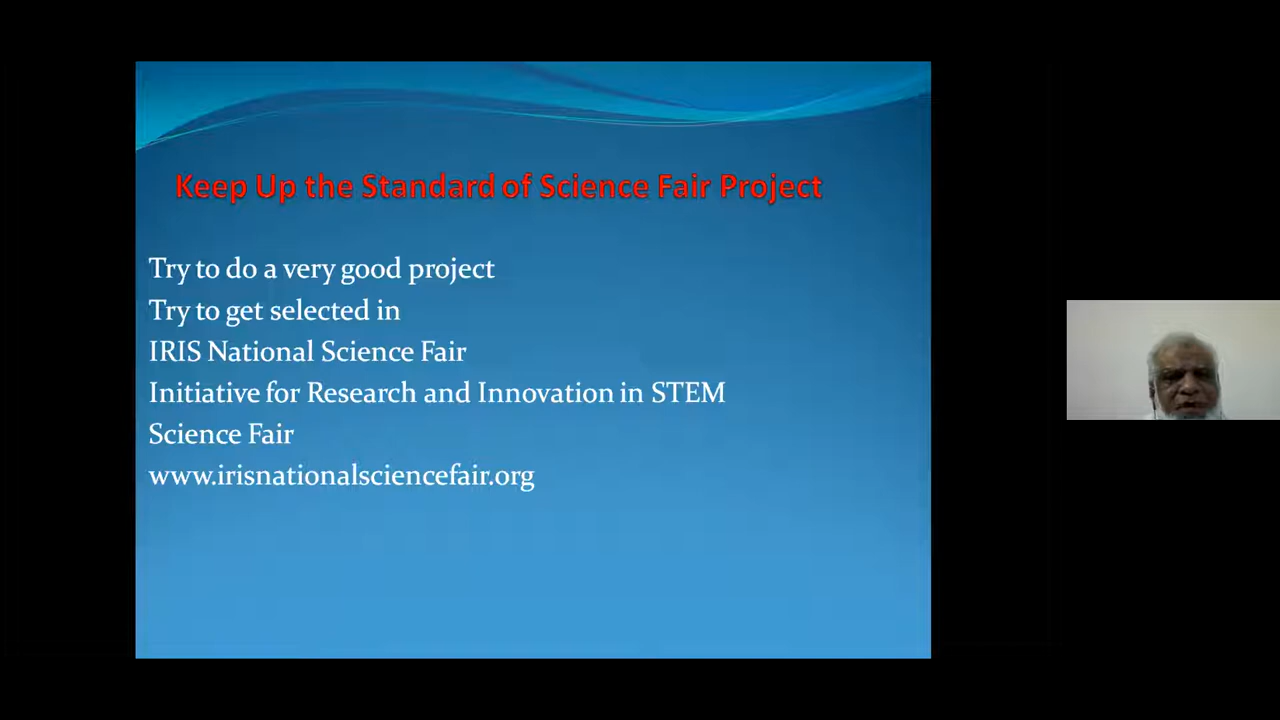 Keep Up the Standard of Science Fair Project
Try to do a very good project
Try to get selected in
IRIS National Science Fair
Initiative for Research and Innovation in STEM
Science Fair
www.irisnationalsciencefair.org